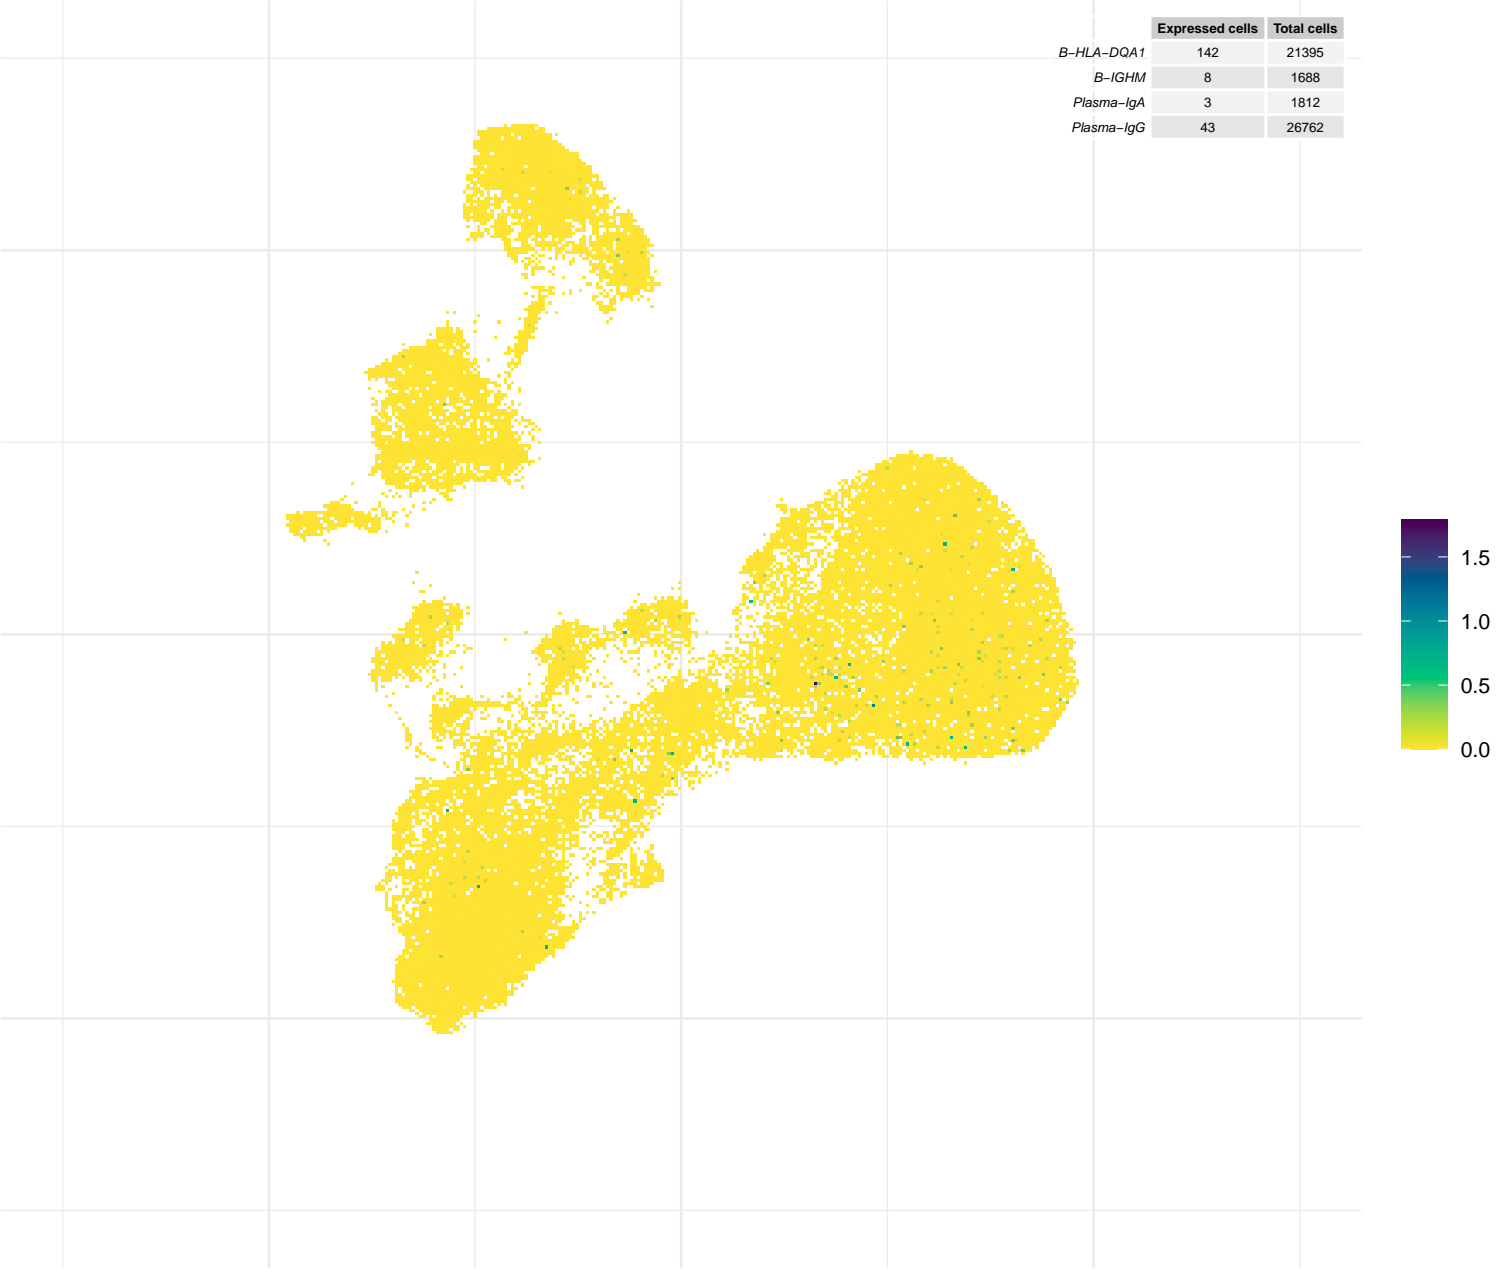 Expressed cells Total cells
B−HLA−DQA1 142 21395
B−IGHM 8 1688
Plasma−IgA 3 1812
Plasma−IgG 43 26762
1.5
1.0
0.5
0.0